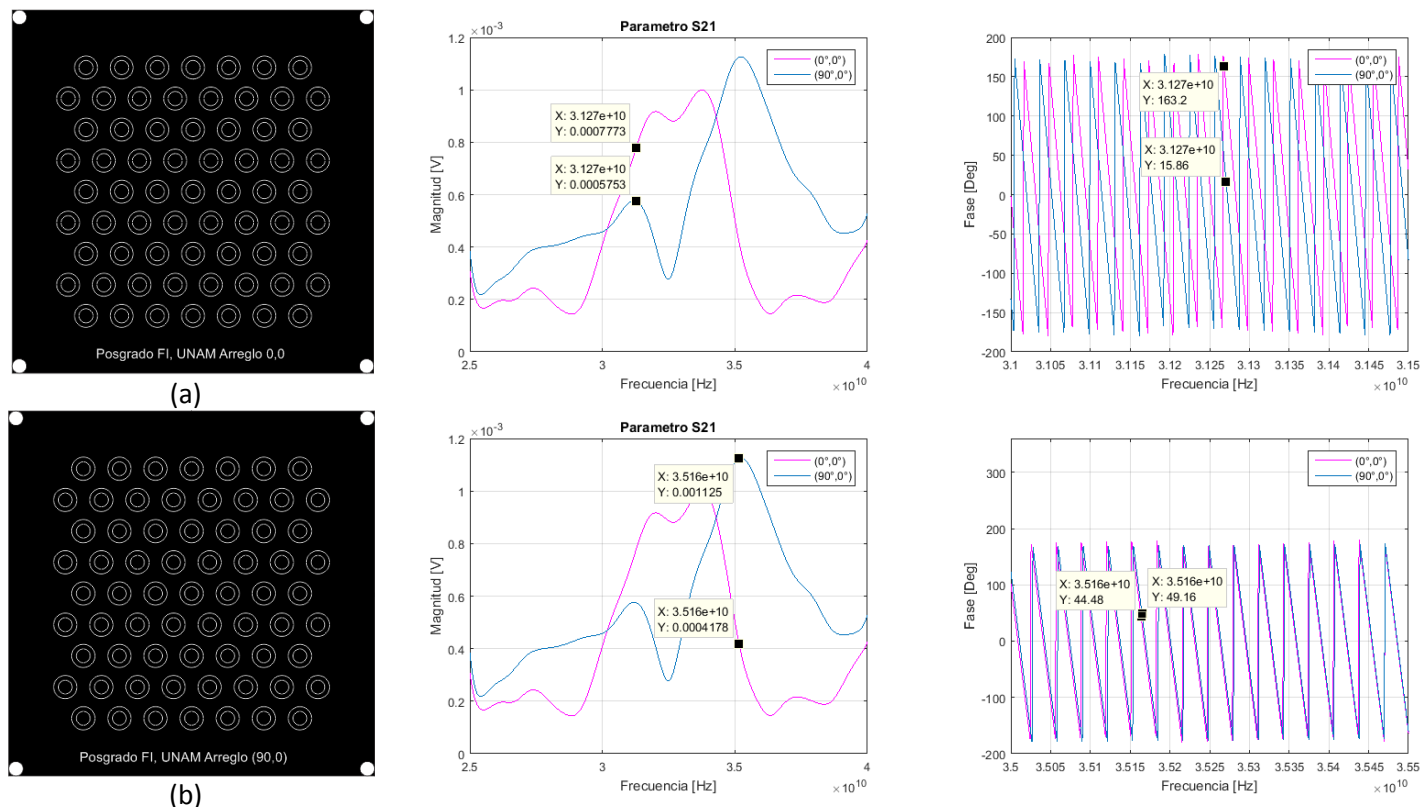 Posgrado FI, UNAM Arreglo 0,0
(a)
Parametro S21
× 10⁻³
1.2
1
0.8
0.6
0.4
0.2
0
Magnitud [V]
(0°,0°)
(90°,0°)
X: 3.127e+10
Y: 0.0007773
X: 3.127e+10
Y: 0.0005753
2.5 3 3.5 4
Frecuencia [Hz]
× 10¹⁰
200
150
100
50
0
-50
-100
-150
-200
Fase [Deg]
(0°,0°)
(90°,0°)
X: 3.127e+10
Y: 163.2
X: 3.127e+10
Y: 15.86
3.1 3.105 3.11 3.115 3.12 3.125 3.13 3.135 3.14 3.145 3.15
Frecuencia [Hz]
× 10¹⁰
Posgrado FI, UNAM Arreglo (90,0)
(b)
Parametro S21
× 10⁻³
1.2
1
0.8
0.6
0.4
0.2
0
Magnitud [V]
(0°,0°)
(90°,0°)
X: 3.516e+10
Y: 0.001125
X: 3.516e+10
Y: 0.0004178
2.5 3 3.5 4
Frecuencia [Hz]
× 10¹⁰
300
200
100
0
-100
-200
Fase [Deg]
(0°,0°)
(90°,0°)
X: 3.516e+10
Y: 44.48
X: 3.516e+10
Y: 49.16
3.5 3.505 3.51 3.515 3.52 3.525 3.53 3.535 3.54 3.545 3.55
Frecuencia [Hz]
× 10¹⁰